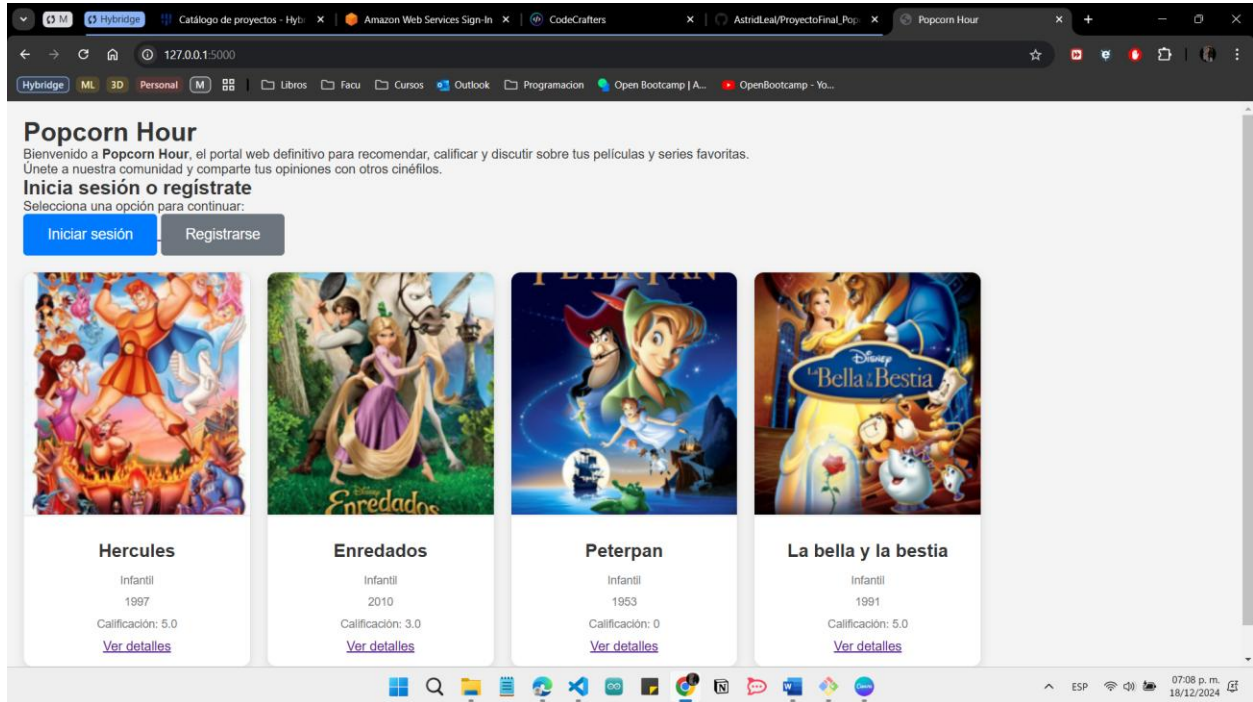 M
Hybridge
Catálogo de proyectos - Hybr
Amazon Web Services Sign-In
CodeCrafters
AstridLeal/ProyectoFinal_Pop
Popcorn Hour
127.0.0.1:5000
Hybridge
ML
3D
Personal
M
Libros
Facu
Cursos
Outlook
Programacion
Open Bootcamp | A...
OpenBootcamp - Yo...
Popcorn Hour
Bienvenido a Popcorn Hour, el portal web definitivo para recomendar, calificar y discutir sobre tus películas y series favoritas.
Únete a nuestra comunidad y comparte tus opiniones con otros cinéfilos.
Inicia sesión o regístrate
Selecciona una opción para continuar:
Iniciar sesión
Registrarse
Disney
Enredados
PETER PAN
Disney
La Bella y la Bestia
Hercules
Infantil
1997
Calificación: 5.0
Ver detalles
Enredados
Infantil
2010
Calificación: 3.0
Ver detalles
Peterpan
Infantil
1953
Calificación: 0
Ver detalles
La bella y la bestia
Infantil
1991
Calificación: 5.0
Ver detalles
ESP
07:08 p. m.
18/12/2024